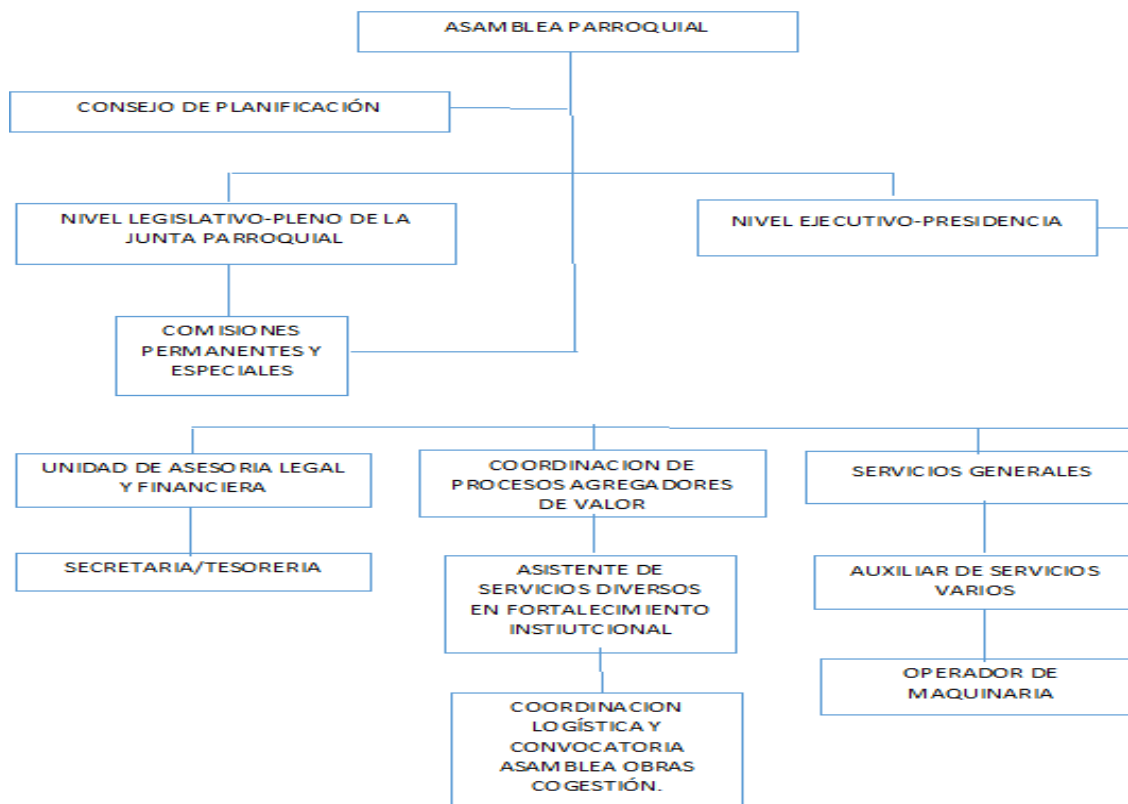 ASAMBLEA PARROQUIAL
CONSEJO DE PLANIFICACIÓN
NIVEL LEGISLATIVO-PLENO DE LA
JUNTA PARROQUIAL
NIVEL EJECUTIVO-PRESIDENCIA
COMISIONES
PERMANENTES Y
ESPECIALES
UNIDAD DE ASESORIA LEGAL
Y FINANCIERA
COORDINACION DE
PROCESOS AGREGADORES
DE VALOR
SERVICIOS GENERALES
SECRETARIA/TESORERIA
ASISTENTE DE
SERVICIOS DIVERSOS
EN FORTALECIMIENTO
INSTIUTCIONAL
AUXILIAR DE SERVICIOS
VARIOS
OPERADOR DE
MAQUINARIA
COORDINACION
LOGÍSTICA Y
CONVOCATORIA
ASAMBLEA OBRAS
COGESTIÓN.